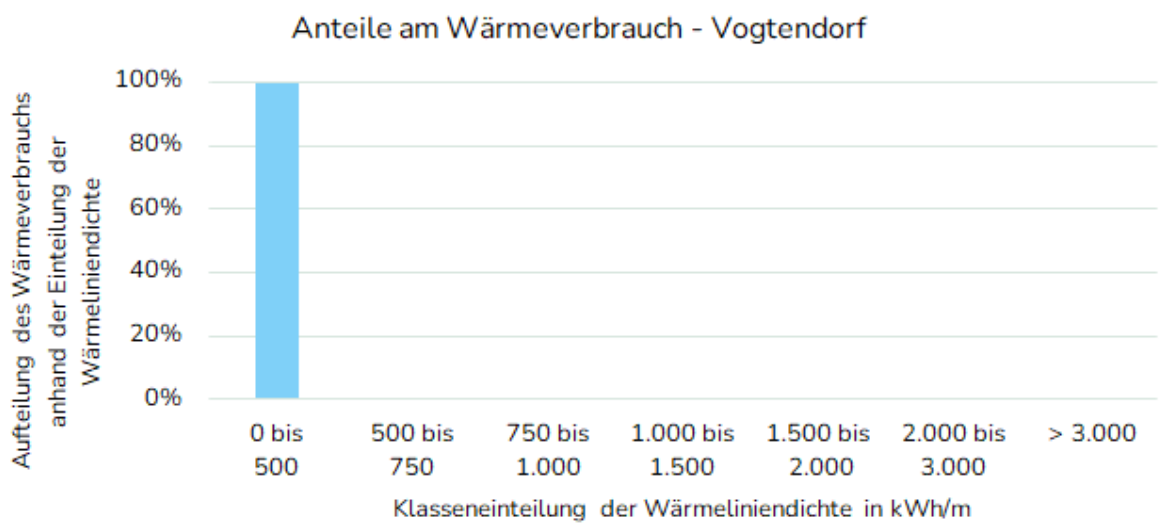 Anteile am Wärmeverbrauch - Vogtendorf
Aufteilung des Wärmeverbrauchs
anhand der Einteilung der
Wärmeliniendichte
100%
80%
60%
40%
20%
0%
0 bis 500 bis 750 bis 1.000 bis 1.500 bis 2.000 bis > 3.000
500 750 1.000 1.500 2.000 3.000
Klasseneinteilung der Wärmeliniendichte in kWh/m